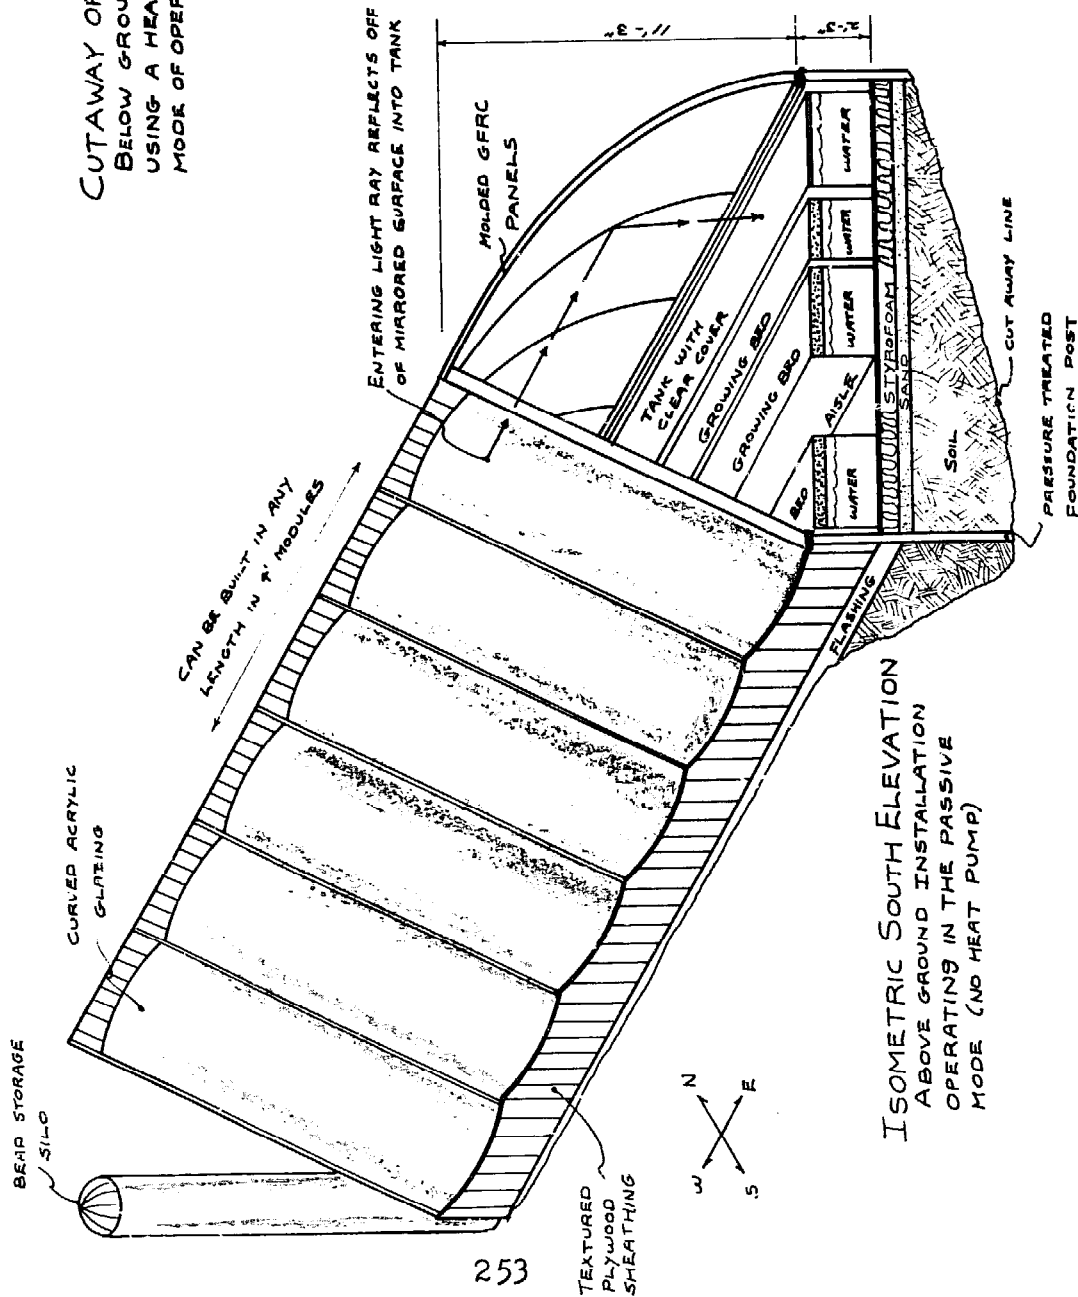 CUTAWAY OF
BELOW GROU
USING A HEA
MODE OF OPER
ENTERING LIGHT RAY REFLECTS OFF
OF MIRRORED SURFACE INTO TANK
MOLDED GFRC
PANELS
11'-3"
2'-3"
CAN BE BUILT IN ANY
LENGTH IN 4' MODULES
CURVED ACRYLIC
GLAZING
BEAD STORAGE
SILO
TANK WITH
CLEAR COVER
GROWING BED
GROWING BED
AISLE
BED
WATER
WATER
WATER
WATER
STYROFOAM
SAND
SOIL
CUT AWAY LINE
PRESSURE TREATED
FOUNDATION POST
FLASHING
TEXTURED
PLYWOOD
SHEATHING
N
E
W
S
ISOMETRIC SOUTH ELEVATION
ABOVE GROUND INSTALLATION
OPERATING IN THE PASSIVE
MODE (NO HEAT PUMP)
253